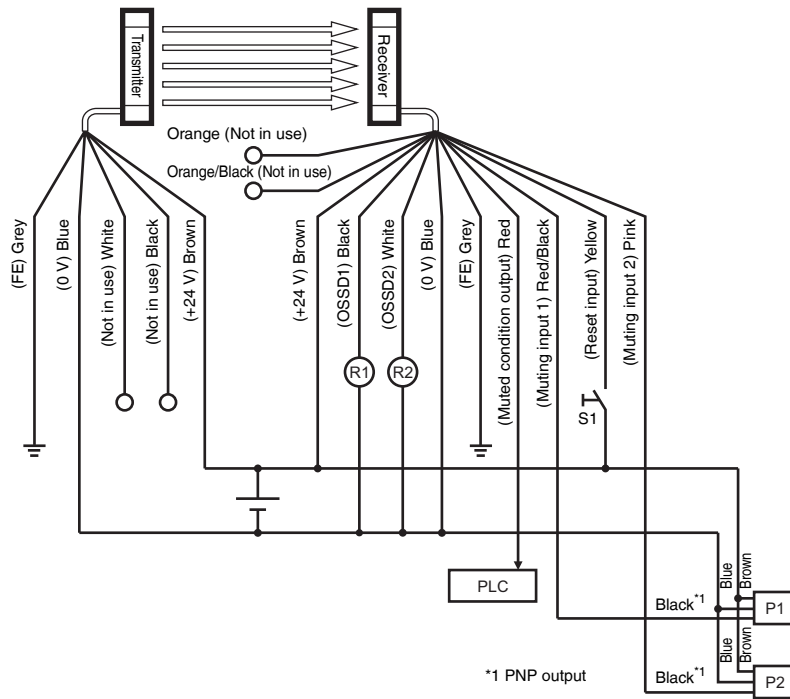 Transmitter
Receiver
Orange (Not in use)
Orange/Black (Not in use)
(FE) Grey
(0 V) Blue
(Not in use) White
(Not in use) Black
(+24 V) Brown
(+24 V) Brown
(OSSD1) Black
(OSSD2) White
(0 V) Blue
(FE) Grey
(Muted condition output) Red
(Muting input 1) Red/Black
(Reset input) Yellow
(Muting input 2) Pink
R1
R2
S1
PLC
Blue
Brown
Black*1
P1
Blue
Brown
Black*1
P2
*1 PNP output